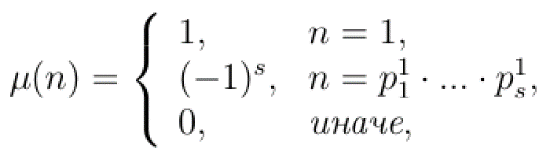 1, n = 1,
μ(n) = { (−1)^s, n = p_1^1 · ... · p_s^1,
0, иначе,